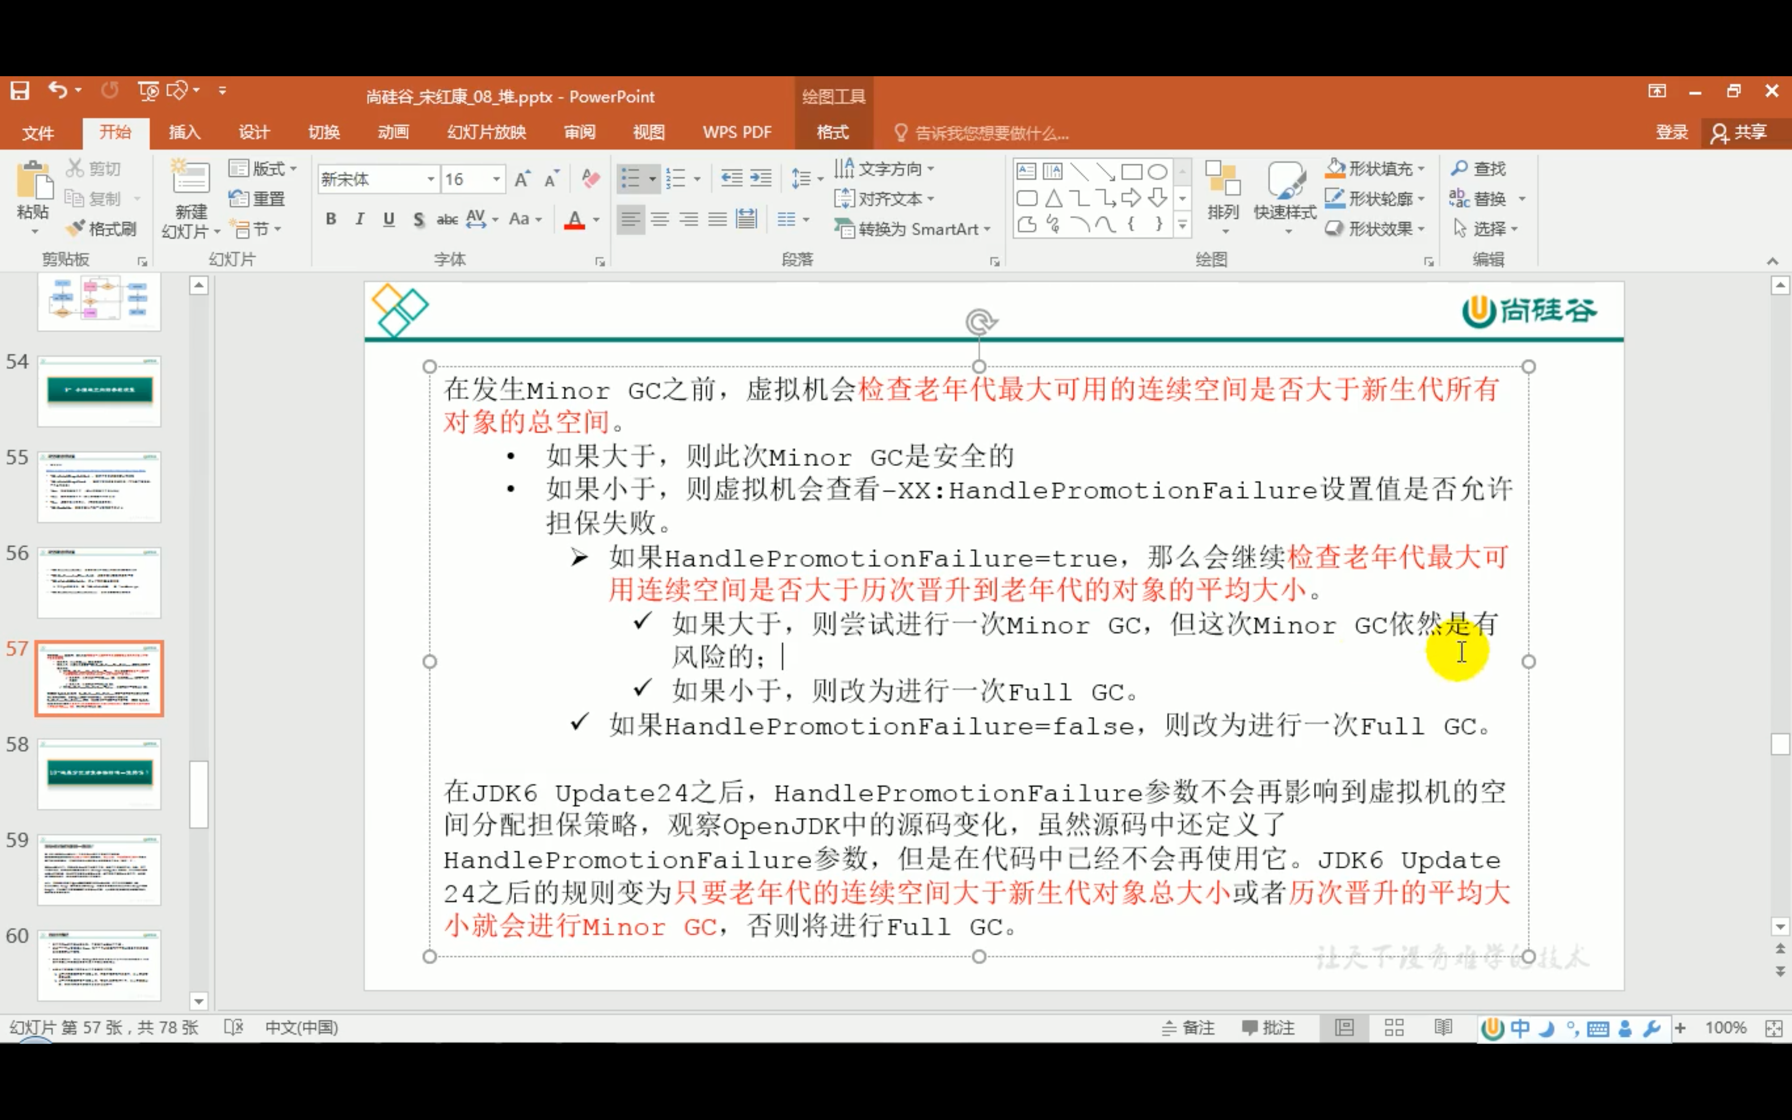 尚硅谷_宋红康_08_堆.pptx - PowerPoint
绘图工具
文件
开始
插入
设计
切换
动画
幻灯片放映
审阅
视图
WPS PDF
格式
告诉我您想要做什么...
登录
共享
粘贴
剪切
复制
格式刷
剪贴板
新建
幻灯片
版式
重置
节
幻灯片
新宋体
16
B I U S abc AV Aa A
字体
文字方向
对齐文本
转换为 SmartArt
段落
排列
快速样式
形状填充
形状轮廓
形状效果
绘图
查找
替换
选择
编辑
54
55
56
57
58
59
60
尚硅谷
在发生Minor GC之前，虚拟机会检查老年代最大可用的连续空间是否大于新生代所有
对象的总空间。
• 如果大于，则此次Minor GC是安全的
• 如果小于，则虚拟机会查看-XX:HandlePromotionFailure设置值是否允许
担保失败。
➢ 如果HandlePromotionFailure=true，那么会继续检查老年代最大可
用连续空间是否大于历次晋升到老年代的对象的平均大小。
✓ 如果大于，则尝试进行一次Minor GC，但这次Minor GC依然是有
风险的；
✓ 如果小于，则改为进行一次Full GC。
✓ 如果HandlePromotionFailure=false，则改为进行一次Full GC。
在JDK6 Update24之后，HandlePromotionFailure参数不会再影响到虚拟机的空
间分配担保策略，观察OpenJDK中的源码变化，虽然源码中还定义了
HandlePromotionFailure参数，但是在代码中已经不会再使用它。JDK6 Update
24之后的规则变为只要老年代的连续空间大于新生代对象总大小或者历次晋升的平均大
小就会进行Minor GC，否则将进行Full GC。
让天下没有难学的技术
幻灯片 第 57 张，共 78 张
中文(中国)
备注
批注
中
100%